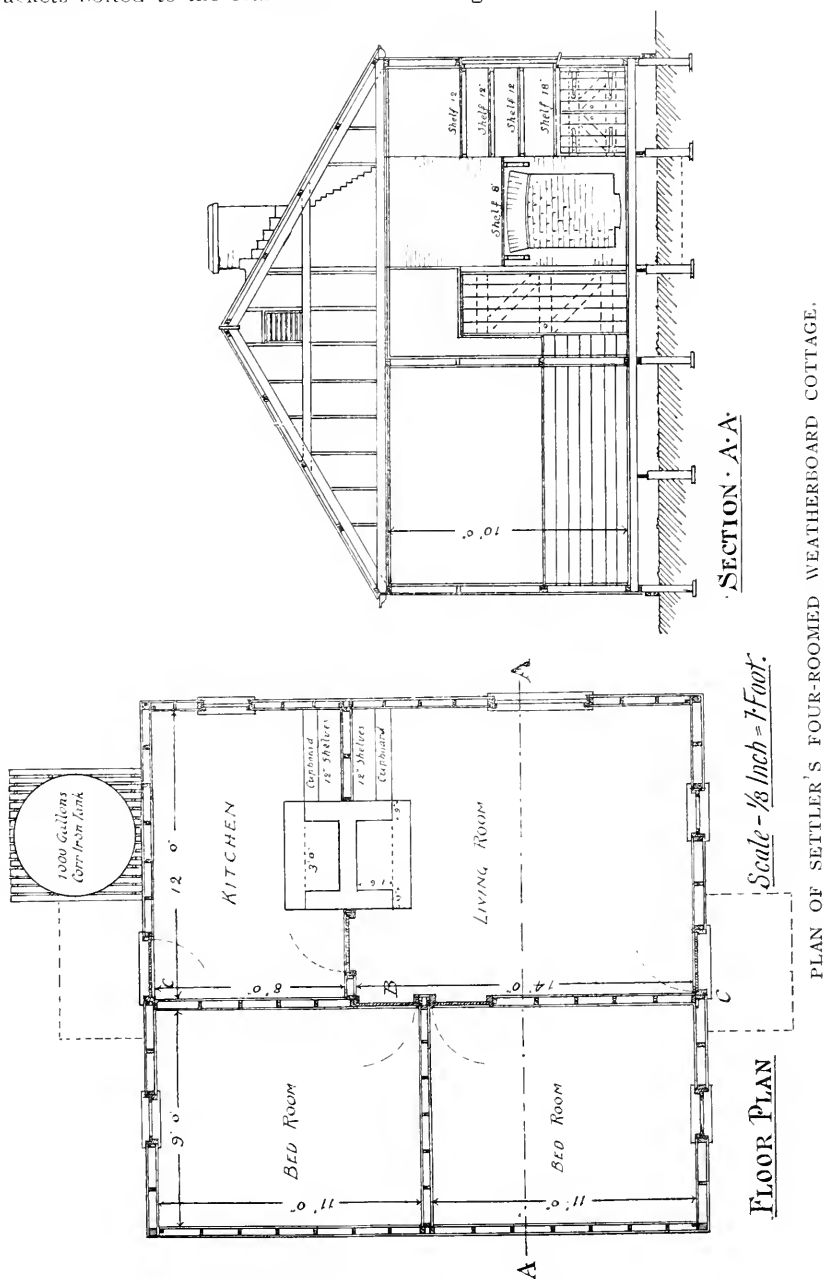 SECTION · A·A·
Shelf 12
Shelf 12"
Shelf 12
Shelf 18"
Shelf 8"
10' 0"
1000 Gallons
Corr Iron Tank
KITCHEN
12' 0"
8' 0"
Cupboard
12" Shelves
12" Shelves
Cupboard
3' 0"
LIVING ROOM
14' 0"
A
C
B
C
9' 0"
BED ROOM
11' 0"
BED ROOM
11' 0"
A
FLOOR PLAN
Scale - 1/8 Inch = 1 Foot.
PLAN OF SETTLER'S FOUR-ROOMED WEATHERBOARD COTTAGE.